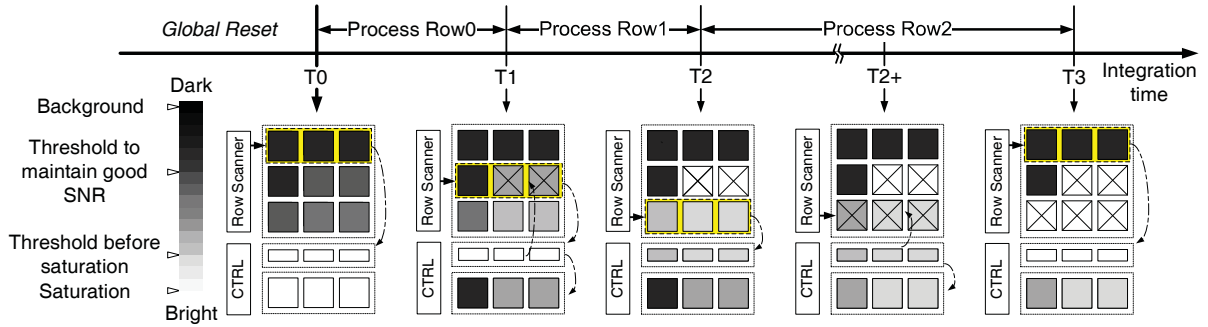 Global Reset
Process Row0
Process Row1
Process Row2
T0
T1
T2
T2+
T3
Integration
time
Dark
Background
Threshold to
maintain good
SNR
Threshold before
saturation
Saturation
Bright
Row Scanner
CTRL
Row Scanner
CTRL
Row Scanner
CTRL
Row Scanner
CTRL
Row Scanner
CTRL